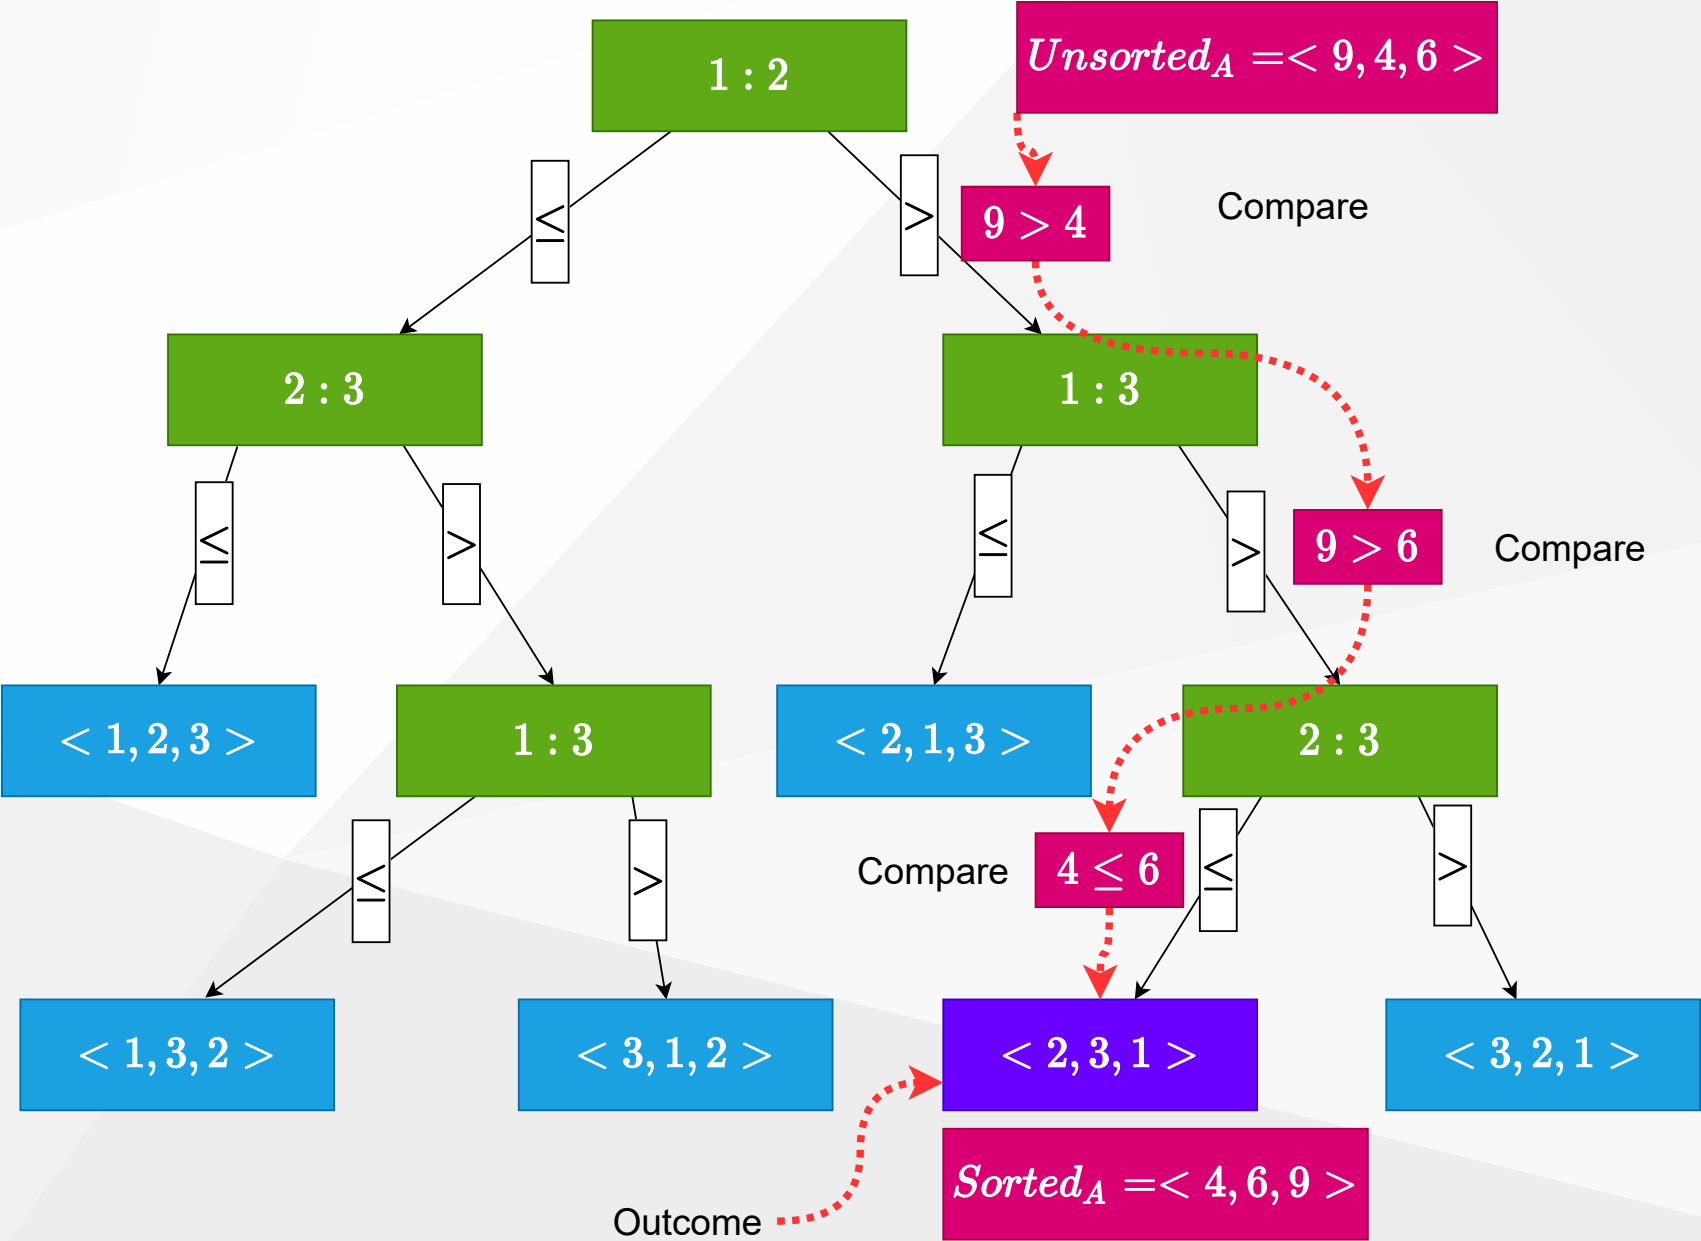 1 : 2
Unsorted_A =< 9, 4, 6 >
≤
>
9 > 4
Compare
2 : 3
1 : 3
≤
>
≤
>
9 > 6
Compare
< 1, 2, 3 >
1 : 3
< 2, 1, 3 >
2 : 3
≤
>
Compare
4 ≤ 6
≤
>
< 1, 3, 2 >
< 3, 1, 2 >
< 2, 3, 1 >
< 3, 2, 1 >
Sorted_A =< 4, 6, 9 >
Outcome